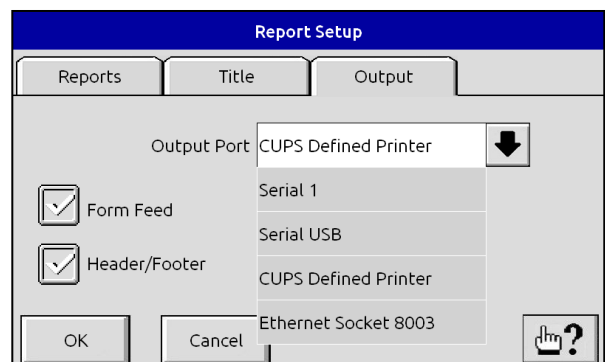 Report Setup
Reports Title Output
Output Port CUPS Defined Printer
Serial 1
Form Feed
Serial USB
Header/Footer
CUPS Defined Printer
Ethernet Socket 8003
OK Cancel ?